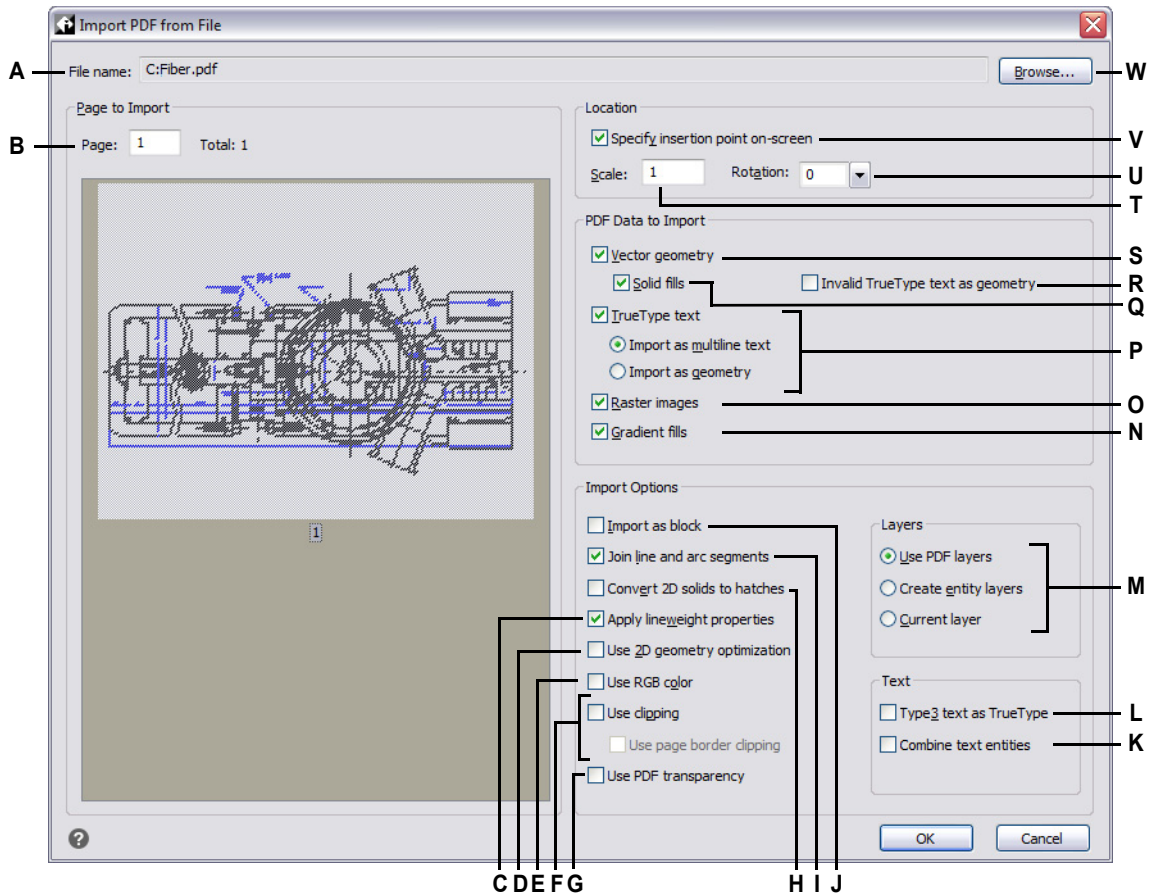 Import PDF from File
A
File name: C:Fiber.pdf
Browse...
W
Page to Import
B
Page: 1 Total: 1
1
Location
Specify insertion point on-screen
V
Scale: 1 Rotation: 0
U
T
PDF Data to Import
Vector geometry
S
Solid fills
Invalid TrueType text as geometry
R
Q
TrueType text
Import as multiline text
P
Import as geometry
Raster images
O
Gradient fills
N
Import Options
Import as block
Join line and arc segments
Convert 2D solids to hatches
Apply lineweight properties
C
Use 2D geometry optimization
D
Use RGB color
E
Use clipping
F
Use page border clipping
Use PDF transparency
G
Layers
Use PDF layers
Create entity layers
M
Current layer
Text
Type3 text as TrueType
L
Combine text entities
K
?
OK
Cancel
H I J